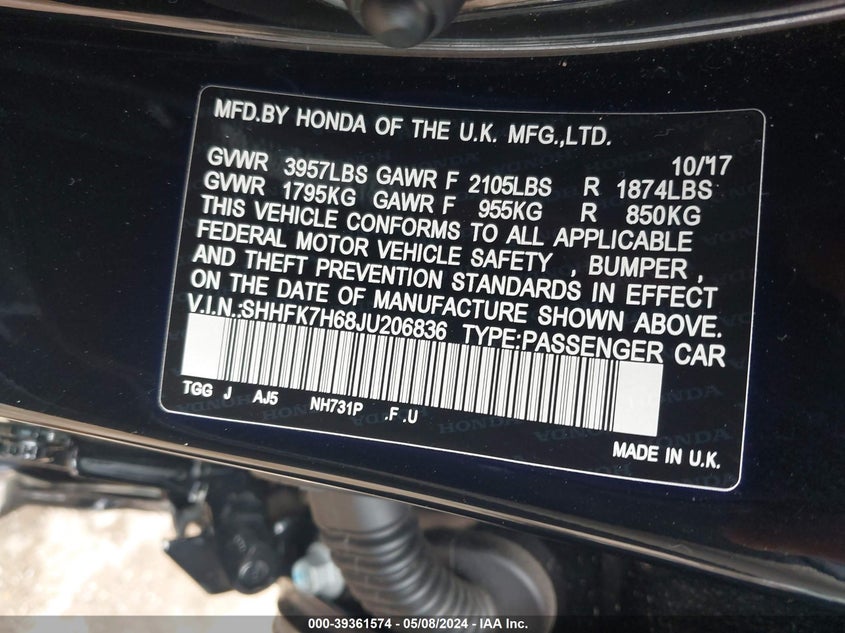 MFD.BY HONDA OF THE U.K. MFG.,LTD.
10/'17
GVWR 3957LBS GAWR F 2105LBS R 1874LBS
GVWR 1795KG GAWR F 955KG R 850KG
THIS VEHICLE CONFORMS TO ALL APPLICABLE
FEDERAL MOTOR VEHICLE SAFETY , BUMPER ,
AND THEFT PREVENTION STANDARDS IN EFFECT
ON THE DATE OF MANUFACTURE SHOWN ABOVE.
V.I.N.:SHHFK7H68JU206836 TYPE:PASSENGER CAR
TGG J AJ5 NH731P .F .U
MADE IN U.K.
HONDA
000-39361574 - 05/08/2024 - IAA Inc.